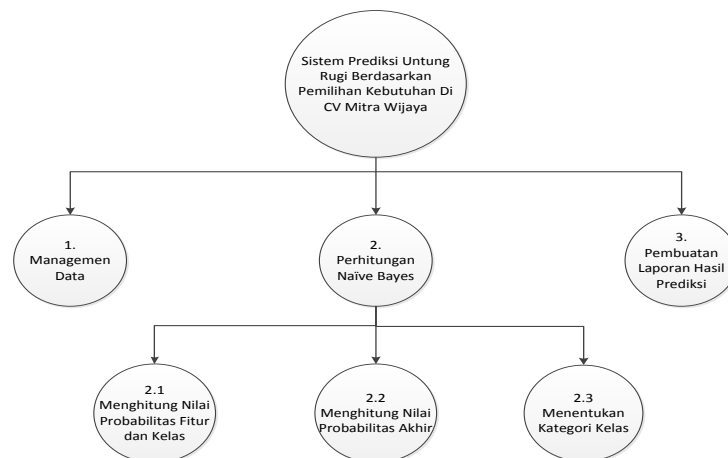 Sistem Prediksi Untung
Rugi Berdasarkan
Pemilihan Kebutuhan Di
CV Mitra Wijaya
1.
Managemen
Data
2.
Perhitungan
Naïve Bayes
3.
Pembuatan
Laporan Hasil
Prediksi
2.1
Menghitung Nilai
Probabilitas Fitur
dan Kelas
2.2
Menghitung Nilai
Probabilitas Akhir
2.3
Menentukan
Kategori Kelas